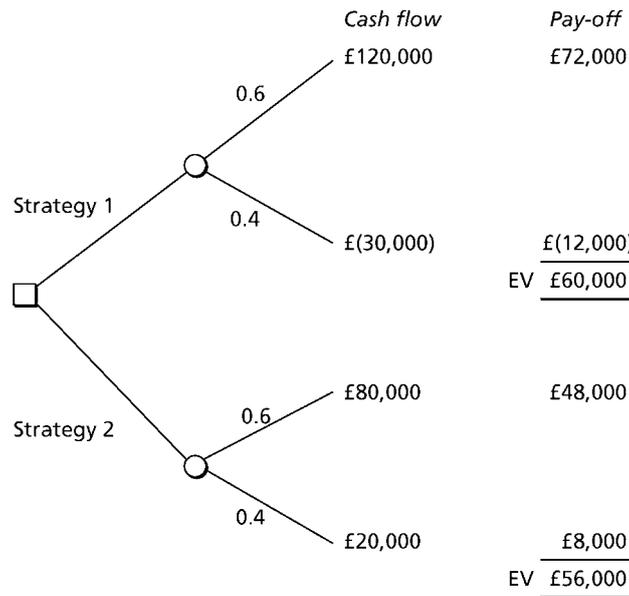 Cash flow Pay-off
£120,000 £72,000
0.6
Strategy 1
0.4
£(30,000) £(12,000)
EV £60,000
£80,000 £48,000
0.6
Strategy 2
0.4
£20,000 £8,000
EV £56,000